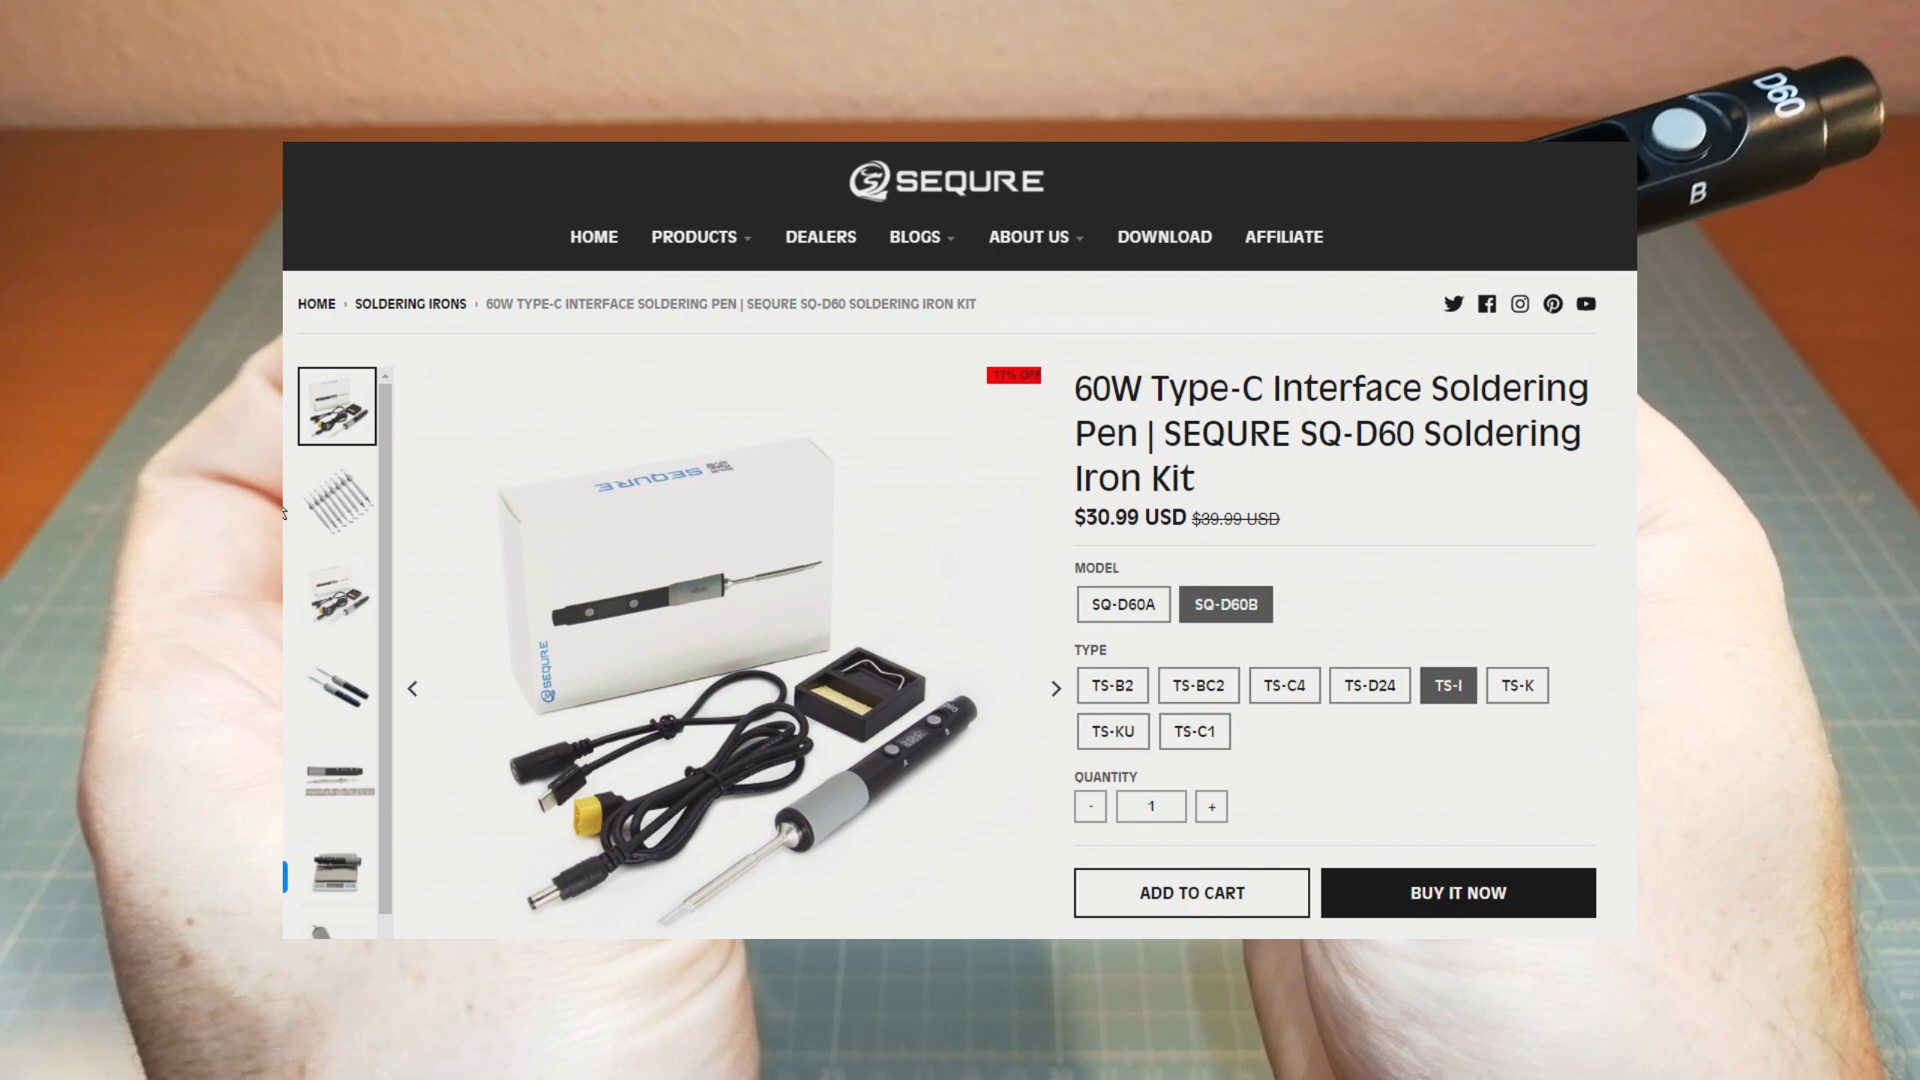 D60
B
SEQURE
HOME PRODUCTS DEALERS BLOGS ABOUT US DOWNLOAD AFFILIATE
HOME › SOLDERING IRONS › 60W TYPE-C INTERFACE SOLDERING PEN | SEQURE SQ-D60 SOLDERING IRON KIT
60W Type-C Interface Soldering
Pen | SEQURE SQ-D60 Soldering
Iron Kit
$30.99 USD $39.99 USD
MODEL
SQ-D60A SQ-D60B
TYPE
TS-B2 TS-BC2 TS-C4 TS-D24 TS-I TS-K
TS-KU TS-C1
QUANTITY
- 1 +
ADD TO CART BUY IT NOW
SEQURE
SEQURE
A
B